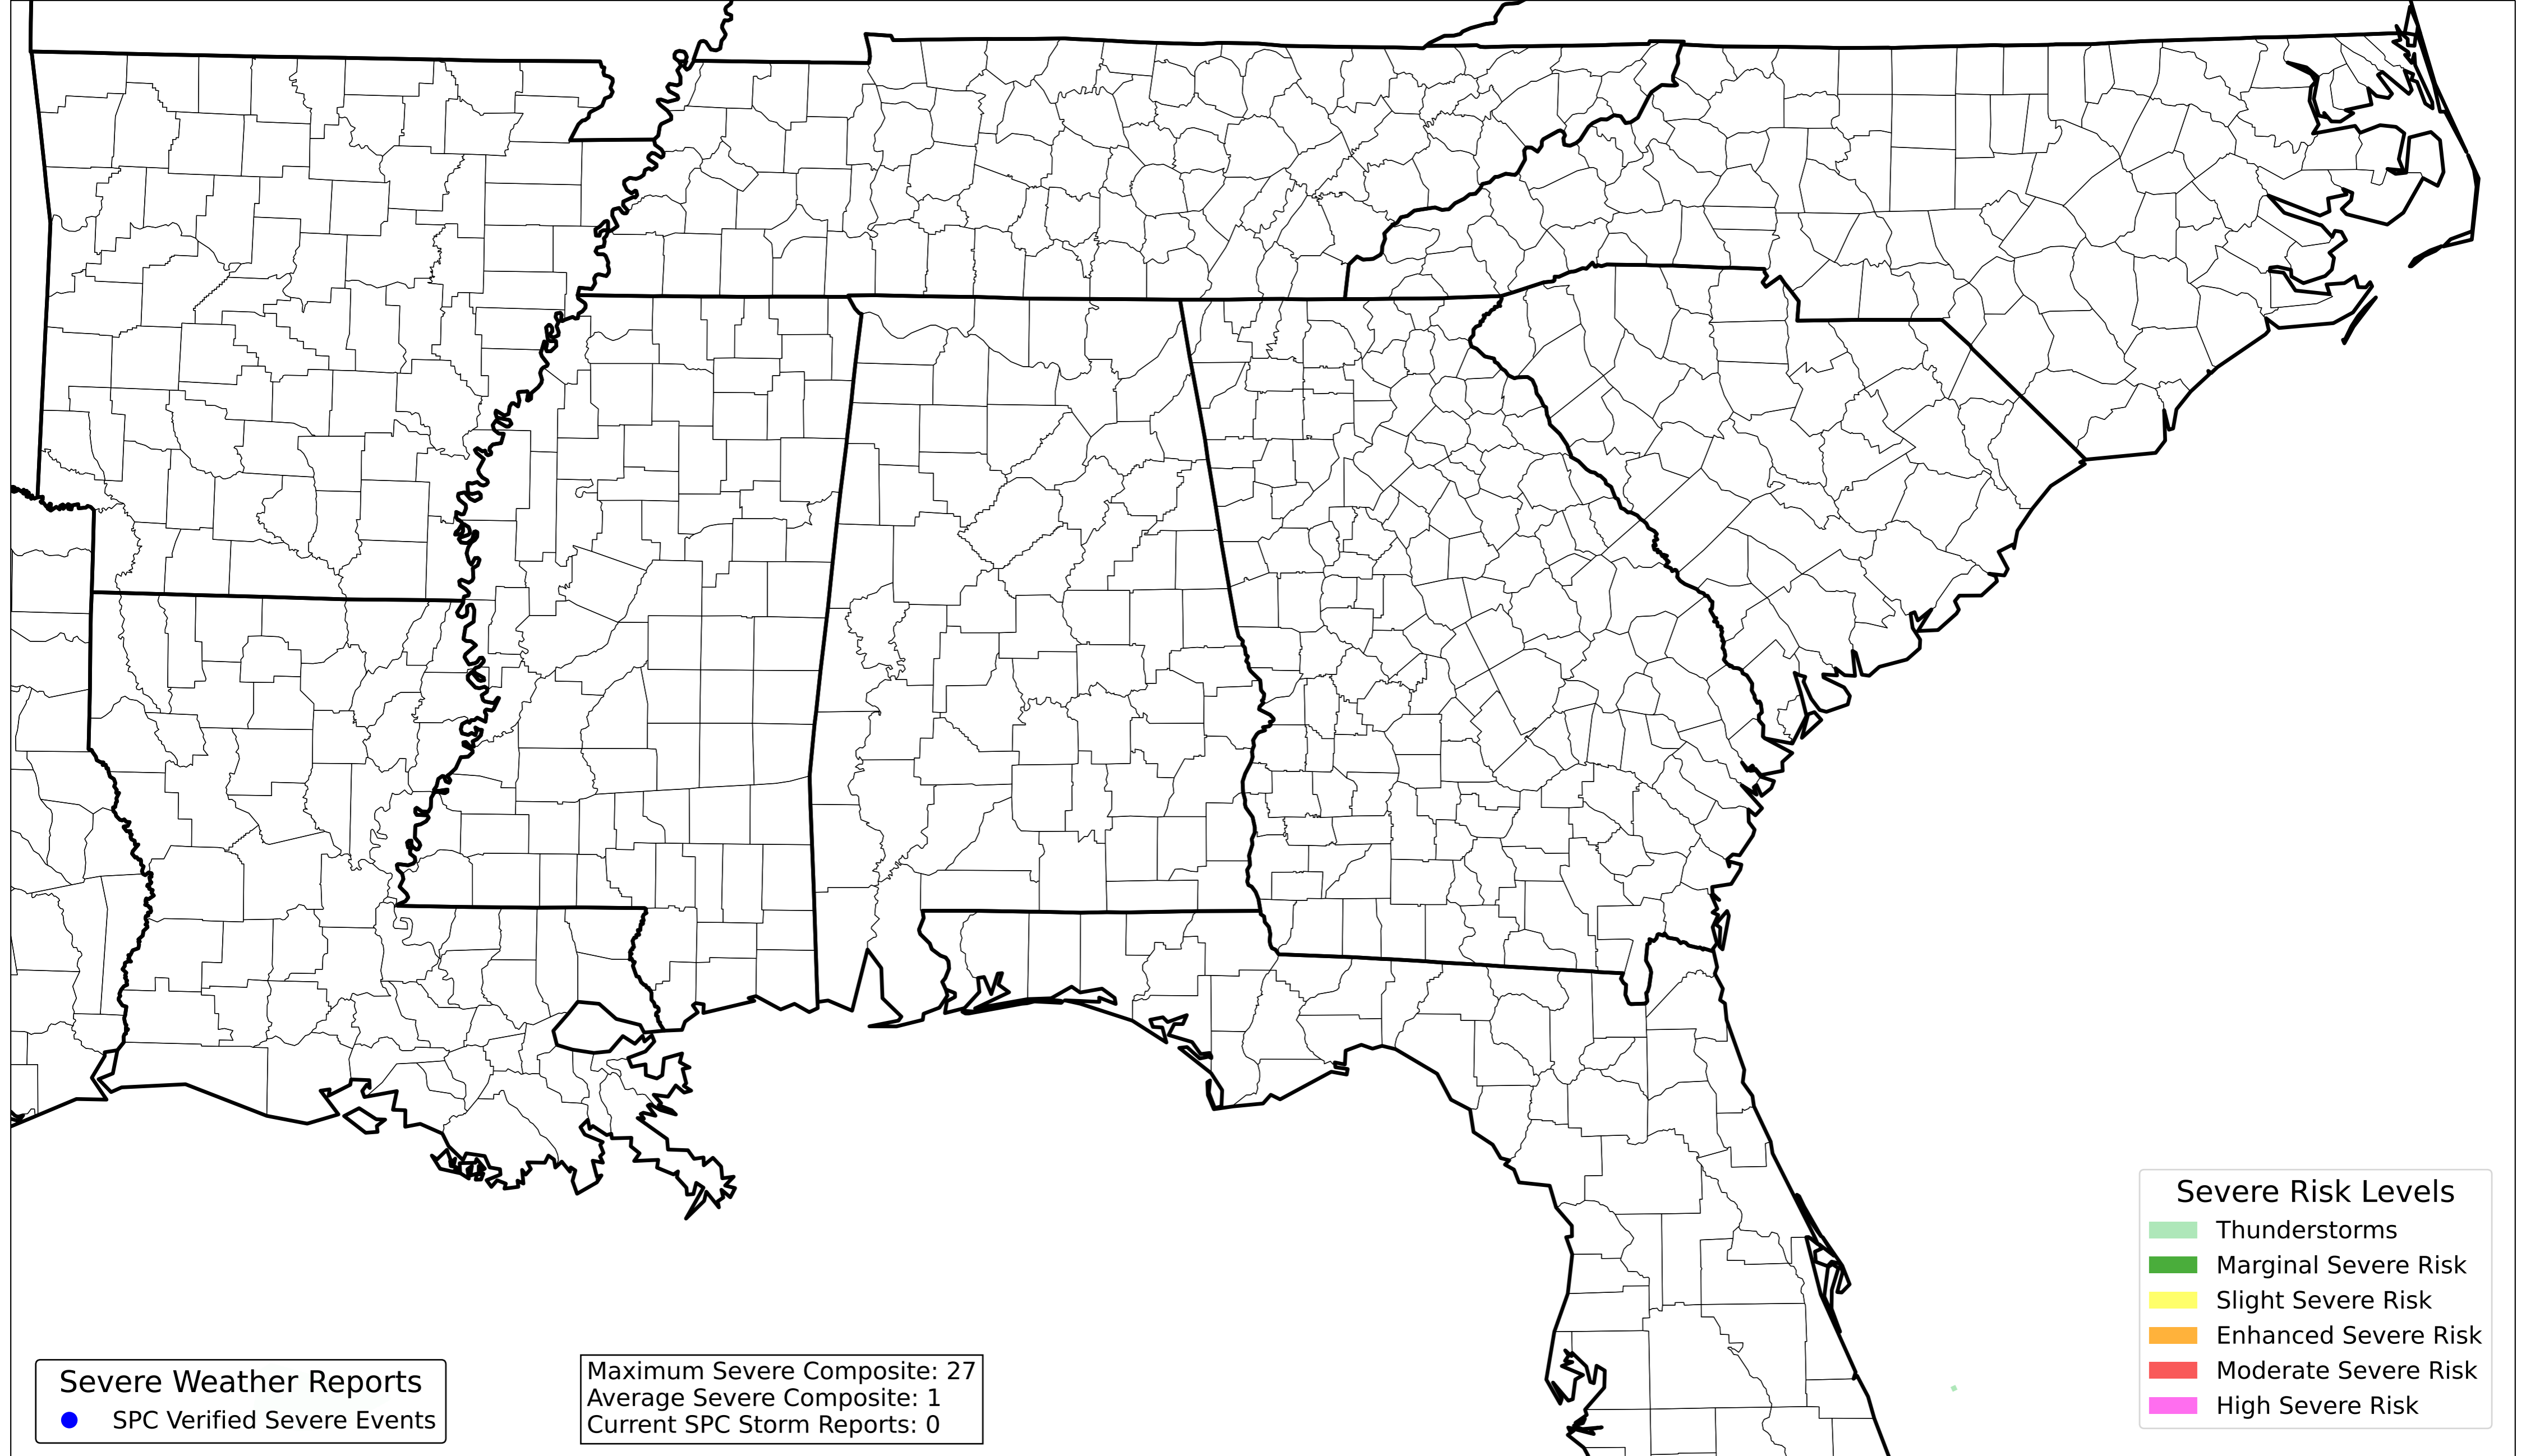 Severe Risk Levels
Thunderstorms
Marginal Severe Risk
Slight Severe Risk
Enhanced Severe Risk
Moderate Severe Risk
High Severe Risk
Severe Weather Reports
SPC Verified Severe Events
Maximum Severe Composite: 27
Average Severe Composite: 1
Current SPC Storm Reports: 0